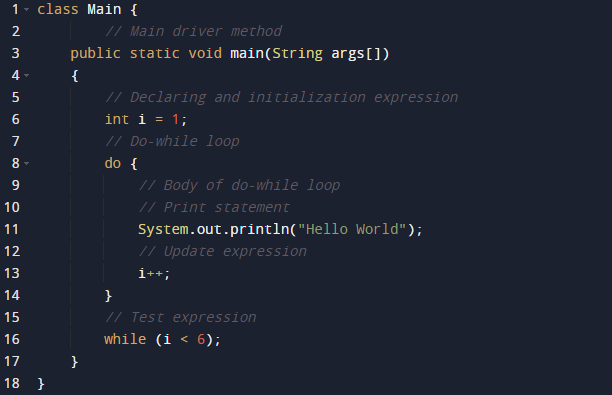 1 class Main {
2 // Main driver method
3 public static void main(String args[])
4 {
5 // Declaring and initialization expression
6 int i = 1;
7 // Do-while loop
8 do {
9 // Body of do-while loop
10 // Print statement
11 System.out.println("Hello World");
12 // Update expression
13 i++;
14 }
15 // Test expression
16 while (i < 6);
17 }
18 }